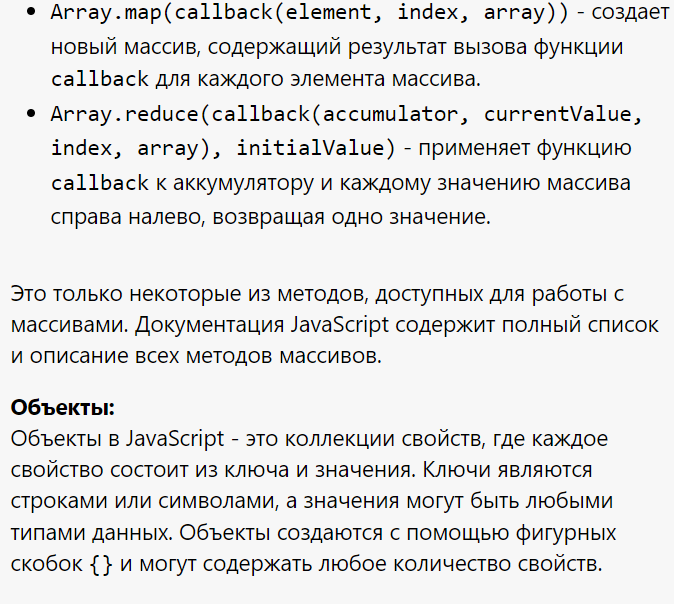 • Array.map(callback(element, index, array)) - создает
новый массив, содержащий результат вызова функции
callback для каждого элемента массива.
• Array.reduce(callback(accumulator, currentValue,
index, array), initialValue) - применяет функцию
callback к аккумулятору и каждому значению массива
справа налево, возвращая одно значение.
Это только некоторые из методов, доступных для работы с
массивами. Документация JavaScript содержит полный список
и описание всех методов массивов.
Объекты:
Объекты в JavaScript - это коллекции свойств, где каждое
свойство состоит из ключа и значения. Ключи являются
строками или символами, а значения могут быть любыми
типами данных. Объекты создаются с помощью фигурных
скобок {} и могут содержать любое количество свойств.